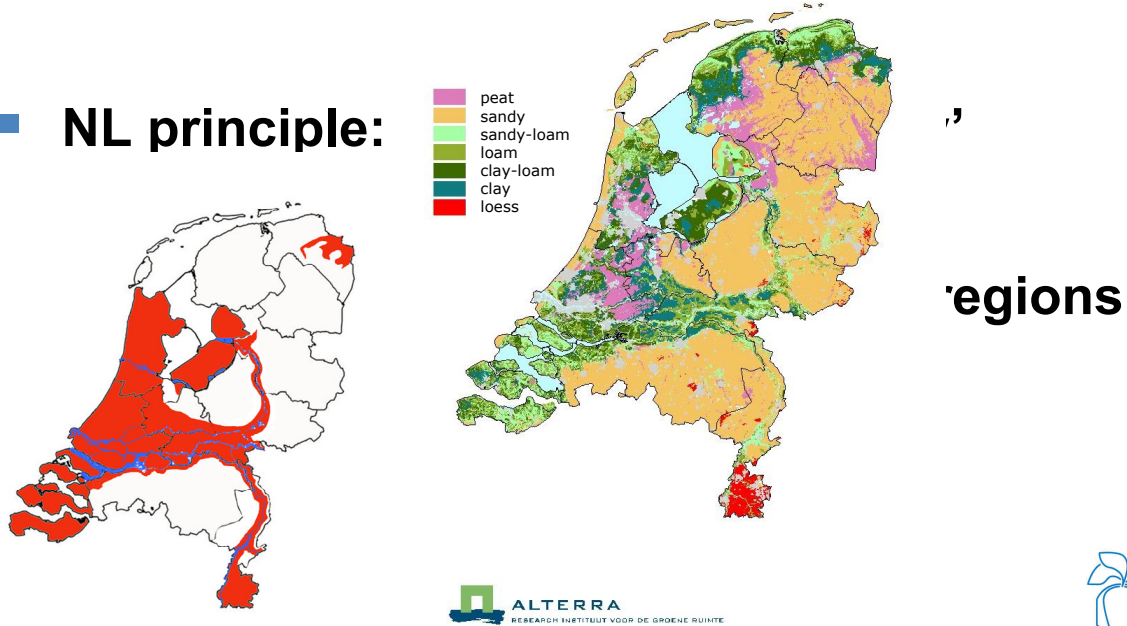 NL principle:
peat
sandy
sandy-loam
loam
clay-loam
clay
loess
’
egions
ALTERRA
RESEARCH INSTITUUT VOOR DE GROENE RUIMTE